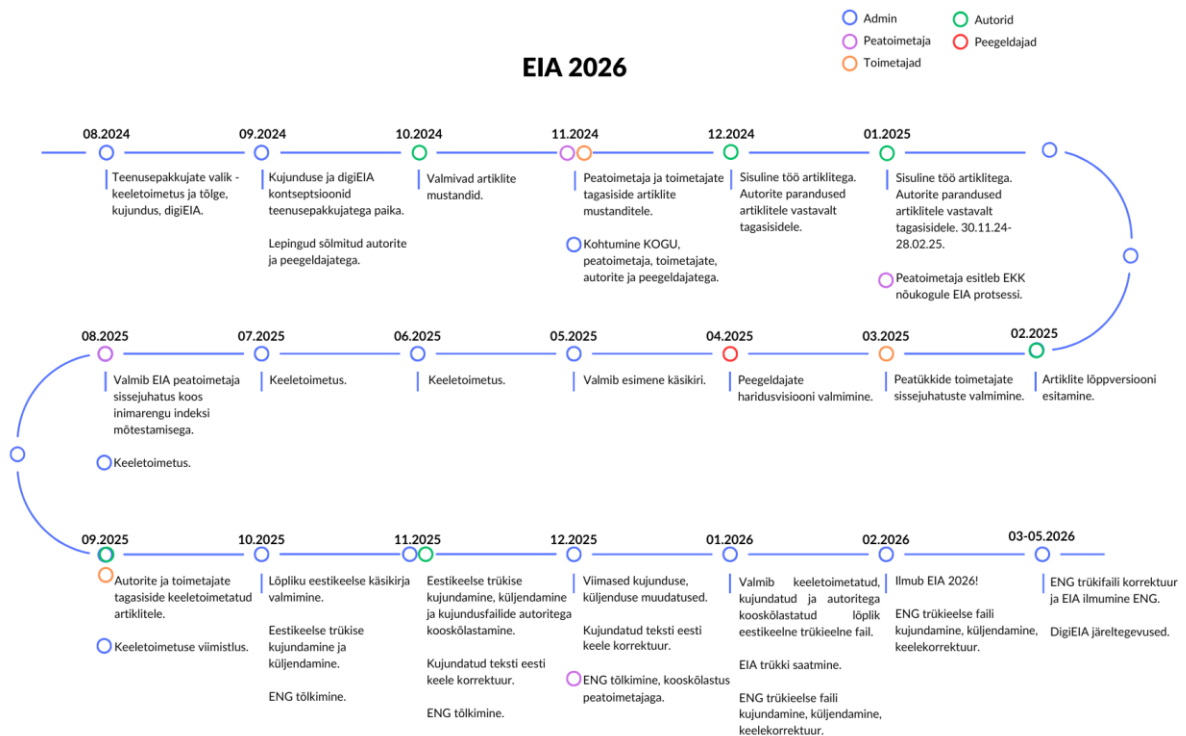 Admin
Autorid
Peatoimetaja
Peegeldajad
Toimetajad
EIA 2026
08.2024
Teenusepakkujate valik -
keeletoimetus ja tõlge,
kujundus, digiEIA.
09.2024
Kujunduse ja digiEIA
kontseptsioonid
teenusepakkujatega paika.
Lepingud sõlmitud autorite
ja peegeldajatega.
10.2024
Valmivad artiklite
mustandid.
11.2024
Peatoimetaja ja toimetajate
tagasiside artiklite
mustanditele.
Kohtumine KOGU,
peatoimetaja, toimetajate,
autorite ja peegeldajatega.
12.2024
Sisuline töö artiklitega.
Autorite parandused
artiklitele vastavalt
tagasisidele.
01.2025
Sisuline töö artiklitega.
Autorite parandused
artiklitele vastavalt
tagasisidele. 30.11.24-
28.02.25.
Peatoimetaja esitleb EKK
nõukogule EIA protsessi.
08.2025
Valmib EIA peatoimetaja
sissejuhatus koos
inimarengu indeksi
mõtestamisega.
Keeletoimetus.
07.2025
Keeletoimetus.
06.2025
Keeletoimetus.
05.2025
Valmib esimene käsikiri.
04.2025
Peegeldajate
haridusvisiooni valmimine.
03.2025
Peatükkide toimetajate
sissejuhatuste valmimine.
02.2025
Artiklite lõppversiooni
esitamine.
09.2025
Autorite ja toimetajate
tagasiside keeletoimetatud
artiklitele.
Keeletoimetuse viimistlus.
10.2025
Lõpliku eestikeelse käsikirja
valmimine.
Eestikeelse trükise
kujundamine ja
küljendamine.
ENG tõlkimine.
11.2025
Eestikeelse trükise
kujundamine, küljendamine
ja kujundusfailide autoritega
kooskõlastamine.
Kujundatud teksti eesti
keele korrektuur.
ENG tõlkimine.
12.2025
Viimased kujunduse,
küljenduse muudatused.
Kujundatud teksti eesti
keele korrektuur.
ENG tõlkimine, kooskõlastus
peatoimetajaga.
01.2026
Valmib keeletoimetatud,
kujundatud ja autoritega
kooskõlastatud lõplik
eestikeelne trükieelne fail.
EIA trükki saatmine.
ENG trükieelse faili
kujundamine, küljendamine,
keelekorrektuur.
02.2026
Ilmub EIA 2026!
ENG trükieelse faili
kujundamine, küljendamine,
keelekorrektuur.
03-05.2026
ENG trükifaili korrektuur
ja EIA ilmumine ENG.
DigiEIA järeltegevused.